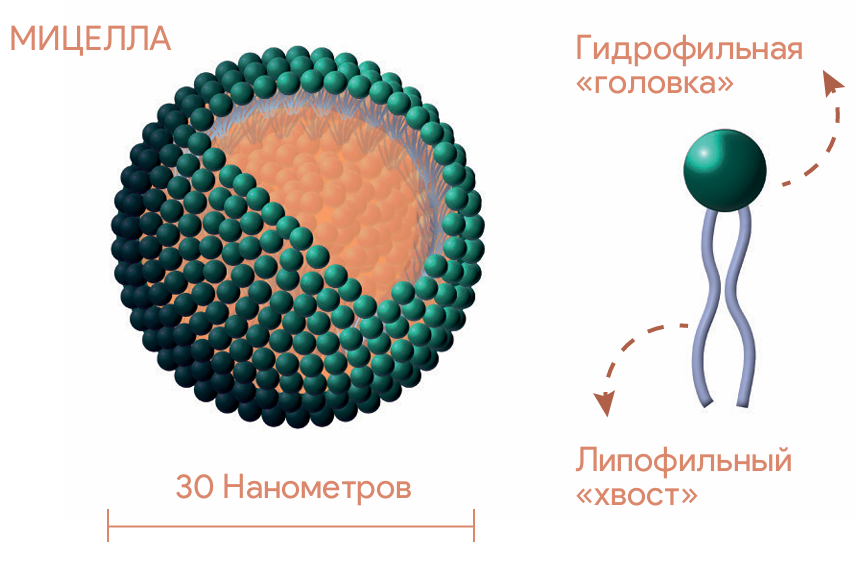 МИЦЕЛЛА
Гидрофильная
«головка»
30 Нанометров
Липофильный
«хвост»